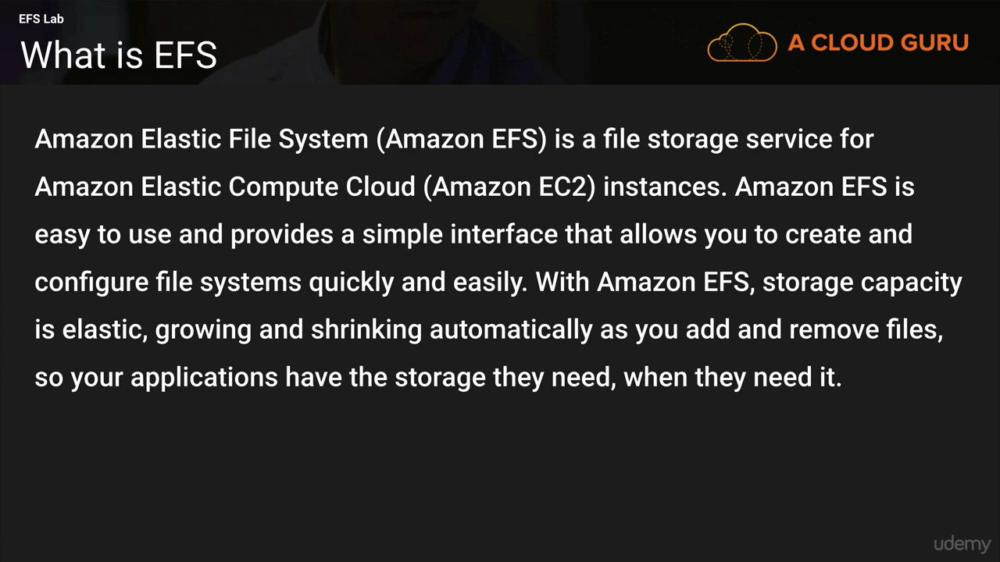 EFS Lab
What is EFS
A CLOUD GURU
Amazon Elastic File System (Amazon EFS) is a file storage service for
Amazon Elastic Compute Cloud (Amazon EC2) instances. Amazon EFS is
easy to use and provides a simple interface that allows you to create and
configure file systems quickly and easily. With Amazon EFS, storage capacity
is elastic, growing and shrinking automatically as you add and remove files,
so your applications have the storage they need, when they need it.
udemy